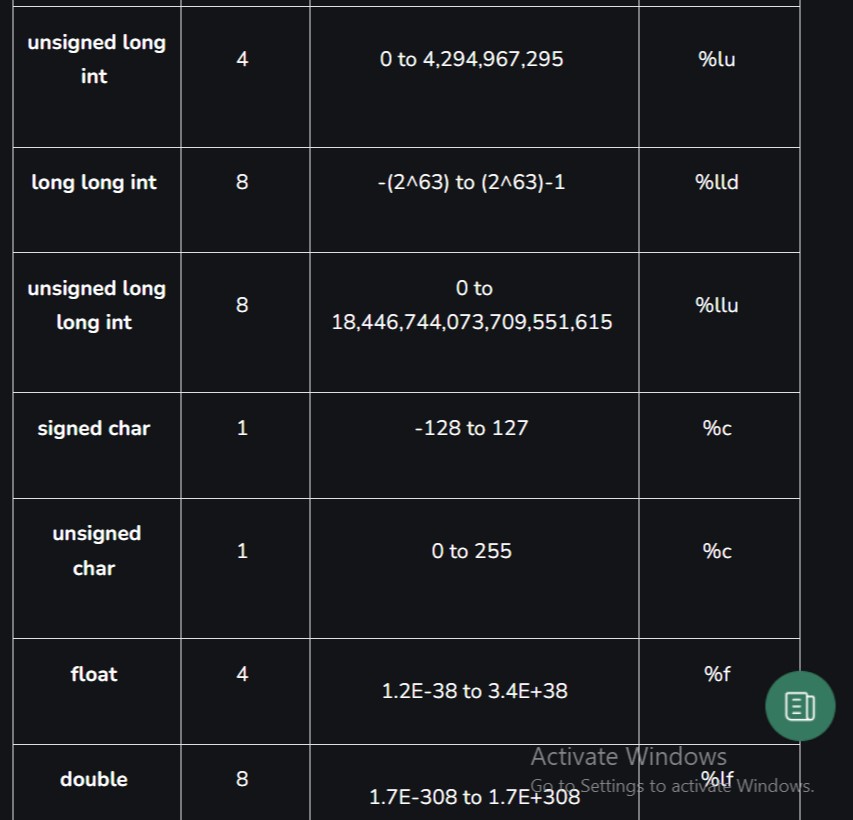 unsigned long
int
4
0 to 4,294,967,295
%lu
long long int
8
-(2^63) to (2^63)-1
%lld
unsigned long
long int
8
0 to
18,446,744,073,709,551,615
%llu
signed char
1
-128 to 127
%c
unsigned
char
1
0 to 255
%c
float
4
1.2E-38 to 3.4E+38
%f
double
8
1.7E-308 to 1.7E+308
%lf
Activate Windows
Go to Settings to activate Windows.